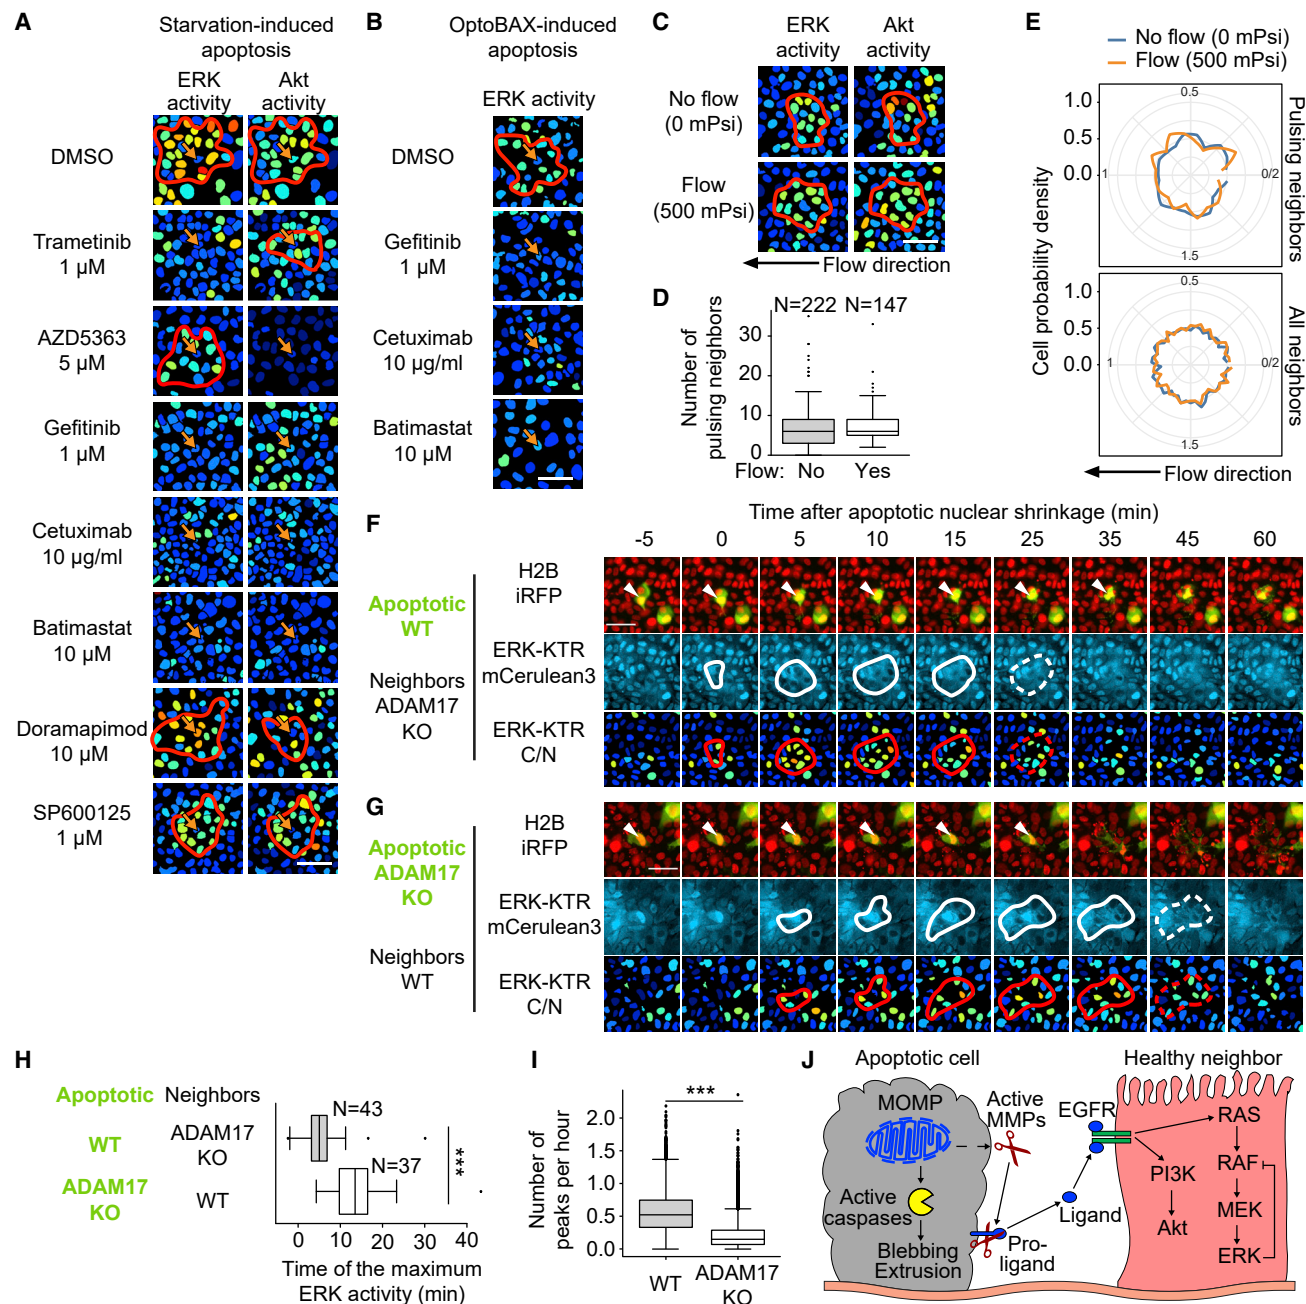 A
Starvation-induced
apoptosis
ERK
activity
Akt
activity
DMSO
Trametinib
1 µM
AZD5363
5 µM
Gefitinib
1 µM
Cetuximab
10 µg/ml
Batimastat
10 µM
Doramapimod
10 µM
SP600125
1 µM
B
OptoBAX-induced
apoptosis
ERK activity
DMSO
Gefitinib
1 µM
Cetuximab
10 µg/ml
Batimastat
10 µM
C
ERK
activity
Akt
activity
No flow
(0 mPsi)
Flow
(500 mPsi)
Flow direction
D
N=222 N=147
Number of
pulsing neighbors
30
20
10
0
Flow: No Yes
E
No flow (0 mPsi)
Flow (500 mPsi)
Cell probability density
1.0
0.5
0.0
0.5
1
0/2
1.5
Pulsing neighbors
1.0
0.5
0.0
0.5
1
0/2
1.5
All neighbors
Flow direction
F
Time after apoptotic nuclear shrinkage (min)
-5 0 5 10 15 25 35 45 60
Apoptotic
WT
Neighbors
ADAM17
KO
H2B
iRFP
ERK-KTR
mCerulean3
ERK-KTR
C/N
G
Apoptotic
ADAM17
KO
Neighbors
WT
H2B
iRFP
ERK-KTR
mCerulean3
ERK-KTR
C/N
H
Apoptotic Neighbors
WT
ADAM17
KO
ADAM17
KO
WT
N=43
N=37
***
0 10 20 30 40
Time of the maximum
ERK activity (min)
I
***
Number of
peaks per hour
2.0
1.5
1.0
0.5
0.0
WT
ADAM17
KO
J
Apoptotic cell
Healthy neighbor
MOMP
Active
MMPs
EGFR
RAS
RAF
PI3K
MEK
Akt
ERK
Active
caspases
Ligand
Blebbing
Extrusion
Pro-
ligand